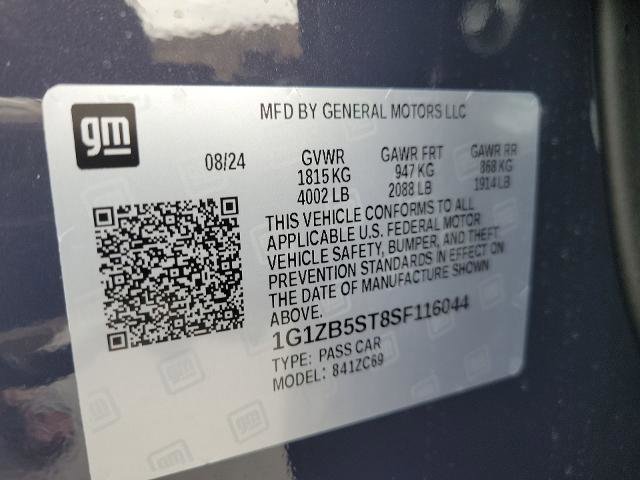 gm
MFD BY GENERAL MOTORS LLC
08/24
GVWR GAWR FRT GAWR RR
1815 KG 947 KG 868 KG
4002 LB 2088 LB 1914 LB
THIS VEHICLE CONFORMS TO ALL
APPLICABLE U.S. FEDERAL MOTOR
VEHICLE SAFETY, BUMPER, AND THEFT
PREVENTION STANDARDS IN EFFECT ON
THE DATE OF MANUFACTURE SHOWN
ABOVE.
1G1ZB5ST8SF116044
TYPE: PASS CAR
MODEL: 841ZC69